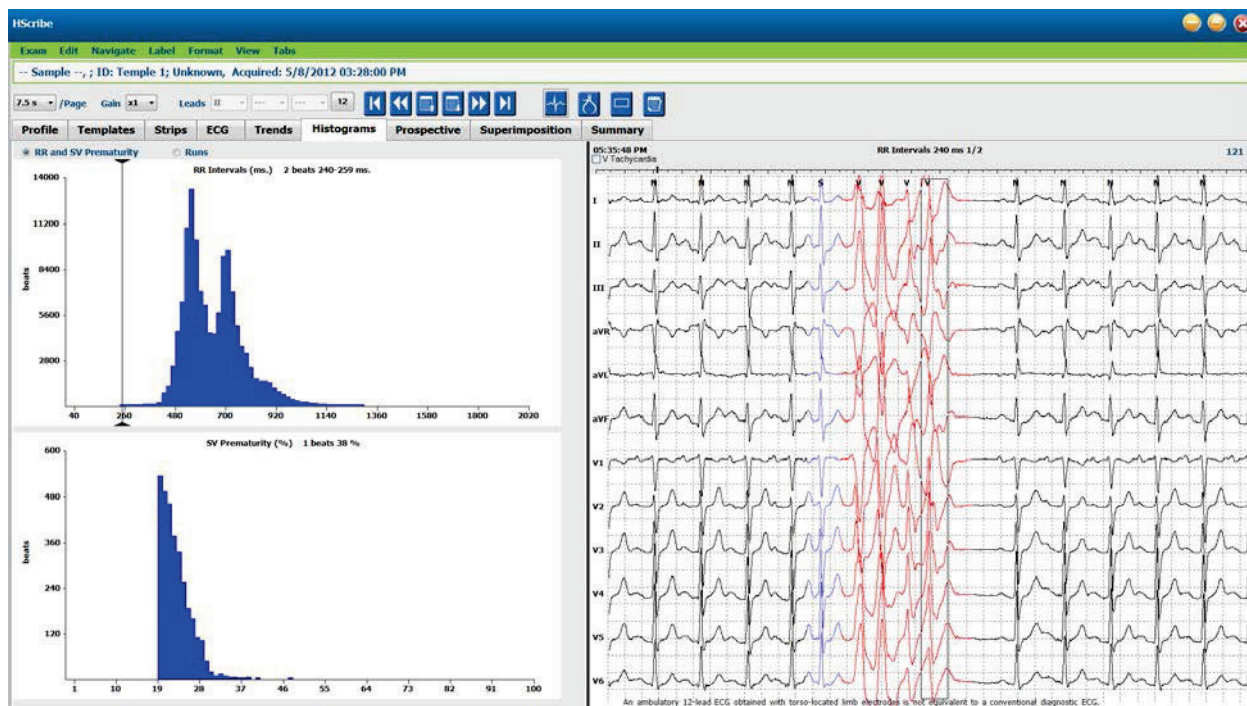 HScribe
Exam Edit Navigate Label Format View Tabs
-- Sample --, ; ID: Temple 1; Unknown, Acquired: 5/8/2012 03:28:00 PM
7.5 s /Page Gain x1 Leads II --- --- 12
Profile Templates Strips ECG Trends Histograms Prospective Superimposition Summary
RR and SV Prematurity Runs
RR Intervals (ms.) 2 beats 240-259 ms.
14000
11200
8400
5600
2800
beats
40 260 480 700 920 1140 1360 1580 1800 2020
SV Prematurity (%) 1 beats 38 %
600
480
360
240
120
beats
1 10 19 28 37 46 55 64 73 82 91 100
05:35:48 PM RR Intervals 240 ms 1/2 121
V Tachycardia
N N N N S V V V V N N N N N
I
II
III
aVR
aVL
aVF
V1
V2
V3
V4
V5
V6
An ambulatory 12-lead ECG obtained with torso-located limb electrodes is not equivalent to a conventional diagnostic ECG.